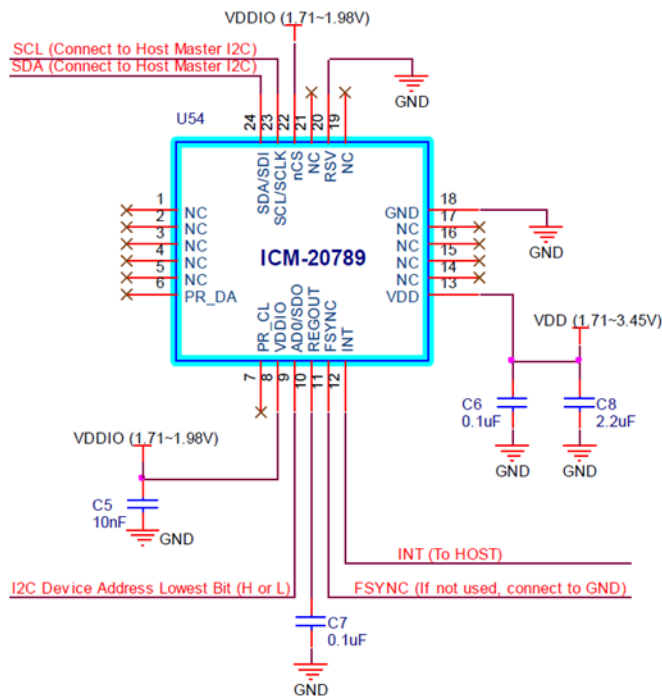 VDDIO (1.71~1.98V)
SCL (Connect to Host Master I2C)
SDA (Connect to Host Master I2C)
GND
U54
24
23
22
21
20
19
SDA/SDI
SCL/SCLK
nCS
NC
RSV
NC
1 NC
2 NC
3 NC
4 NC
5 NC
6 PR_DA
ICM-20789
GND 18
NC 17
NC 16
NC 15
NC 14
VDD 13
GND
PR_CL
VDDIO
AD0/SDO
REGOUT
FSYNC
INT
7
8
9
10
11
12
VDD (1.71~3.45V)
C6
0.1uF
C8
2.2uF
GND
GND
VDDIO (1.71~1.98V)
C5
10nF
GND
INT (To HOST)
I2C Device Address Lowest Bit (H or L)
FSYNC (If not used, connect to GND)
C7
0.1uF
GND